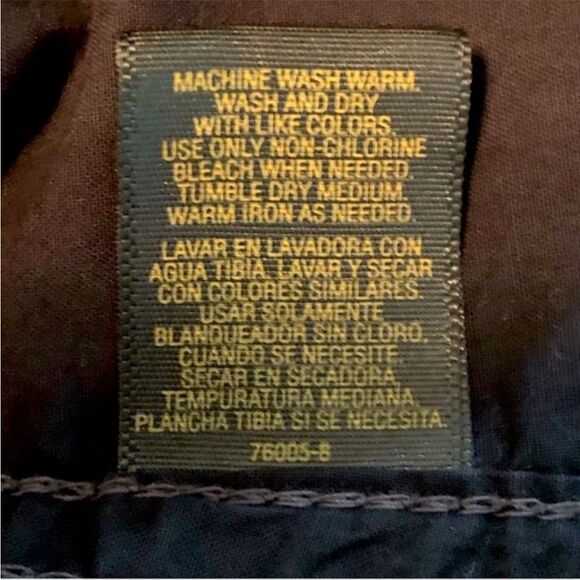 MACHINE WASH WARM.
WASH AND DRY
WITH LIKE COLORS.
USE ONLY NON-CHLORINE
BLEACH WHEN NEEDED.
TUMBLE DRY MEDIUM.
WARM IRON AS NEEDED.
LAVAR EN LAVADORA CON
AGUA TIBIA. LAVAR Y SECAR
CON COLORES SIMILARES.
USAR SOLAMENTE
BLANQUEADOR SIN CLORO.
CUANDO SE NECESITE
SECAR EN SECADORA.
TEMPURATURA MEDIANA.
PLANCHA TIBIA SI SE NECESITA.
76005-8